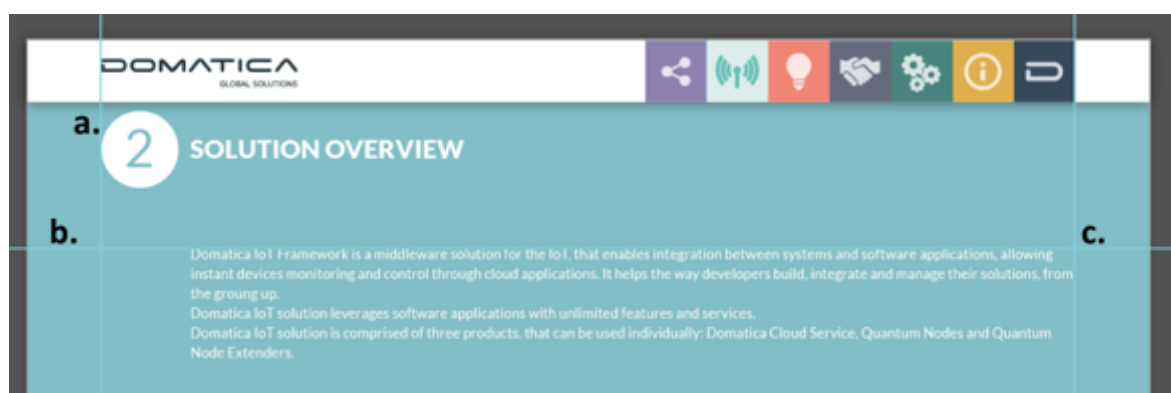 DOMATICA
GLOBAL SOLUTIONS
a.
2
SOLUTION OVERVIEW
b.
c.
Domatica IoT Framework is a middleware solution for the IoT, that enables integration between systems and software applications, allowing
instant devices monitoring and control through cloud applications. It helps the way developers build, integrate and manage their solutions, from
the groung up.
Domatica IoT solution leverages software applications with unlimited features and services.
Domatica IoT solution is comprised of three products, that can be used individually: Domatica Cloud Service, Quantum Nodes and Quantum
Node Extenders.